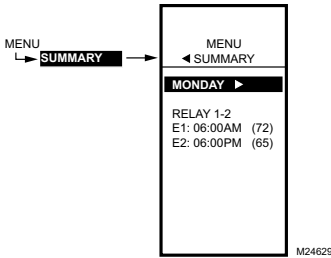 MENU
SUMMARY
MENU
◄ SUMMARY
MONDAY ►
RELAY 1-2
E1: 06:00AM (72)
E2: 06:00PM (65)
M24629